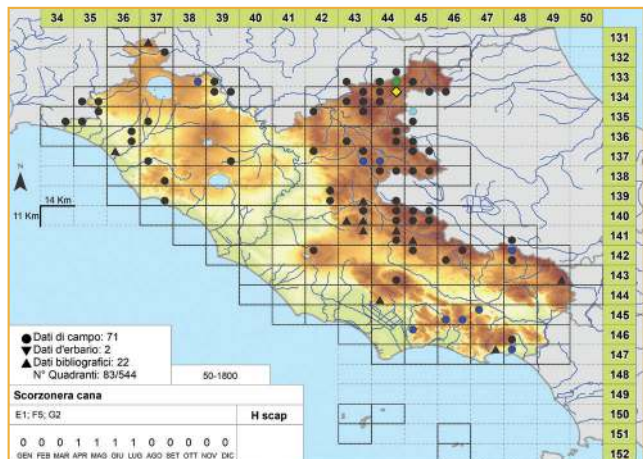 34 35 36 37 38 39 40 41 42 43 44 45 46 47 48 49 50
131
132
133
134
135
136
137
138
139
140
141
142
143
144
145
146
147
148
149
150
151
152
N
14 Km
11 Km
Dati di campo: 71
Dati d'erbario: 2
Dati bibliografici: 22
N° Quadranti: 83/544
50-1800
Scorzonera cana
E1; F5; G2
H scap
0 0 0 1 1 1 1 0 0 0 0 0
GEN FEB MAR APR MAG GIU LUG AGO SET OTT NOV DIC